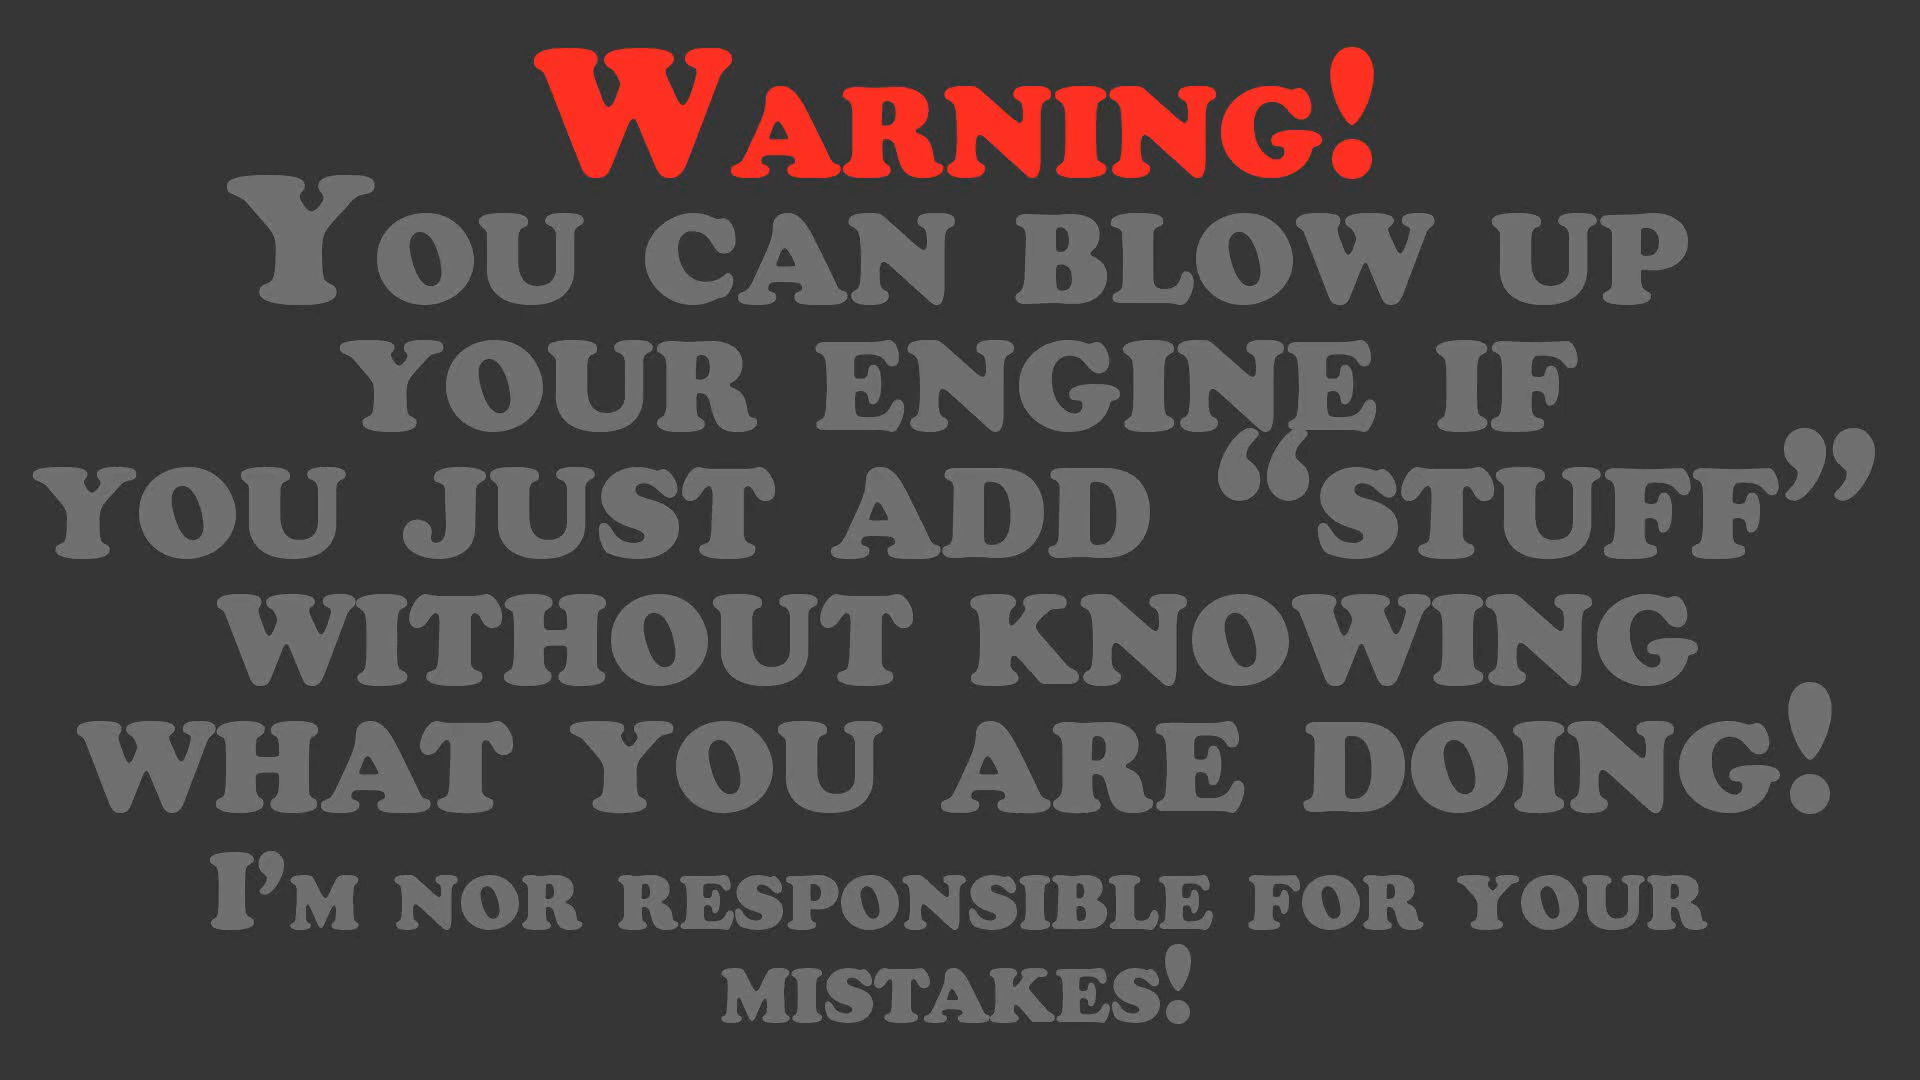 Warning!
You can blow up
your engine if
you just add “stuff”
without knowing
what you are doing!
I’m nor responsible for your
mistakes!